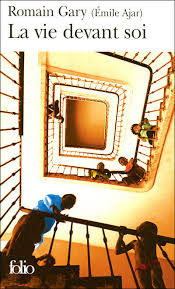 Romain Gary (Émile Ajar)
La vie devant soi
folio